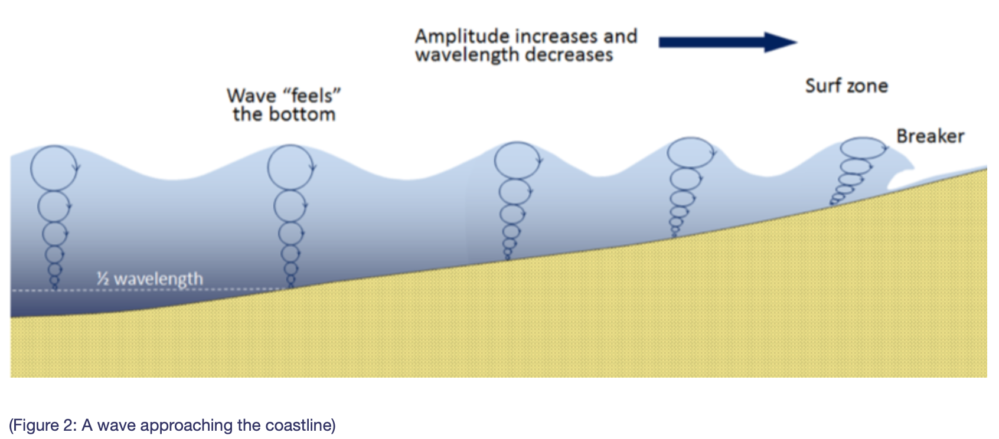 Amplitude increases and
wavelength decreases
Surf zone
Wave “feels”
the bottom
Breaker
½ wavelength
(Figure 2: A wave approaching the coastline)